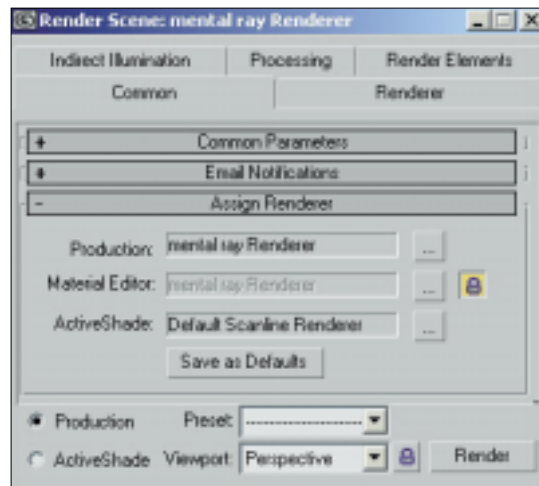 Render Scene: mental ray Renderer
Indirect Illumination Processing Render Elements
Common Renderer
+ Common Parameters
+ Email Notifications
- Assign Renderer
Production: mental ray Renderer ...
Material Editor: mental ray Renderer ...
ActiveShade: Default Scanline Renderer ...
Save as Defaults
Production Preset: --------------------
ActiveShade Viewport: Perspective Render